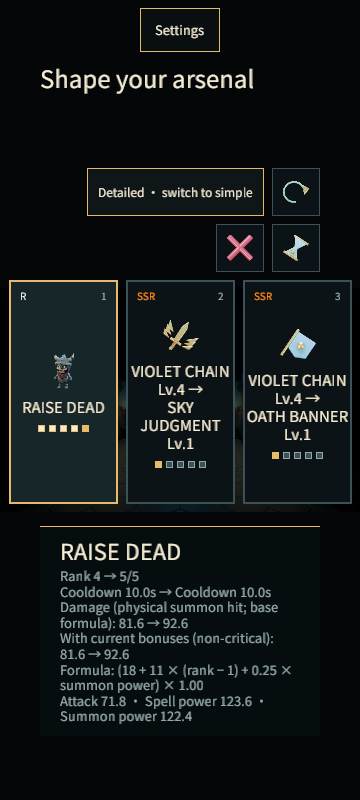 Settings
Shape your arsenal
Detailed • switch to simple
R 1
RAISE DEAD
SSR 2
VIOLET CHAIN
Lv.4 →
SKY
JUDGMENT
Lv.1
SSR 3
VIOLET CHAIN
Lv.4 →
OATH BANNER
Lv.1
RAISE DEAD
Rank 4 → 5/5
Cooldown 10.0s → Cooldown 10.0s
Damage (physical summon hit; base
formula): 81.6 → 92.6
With current bonuses (non-critical):
81.6 → 92.6
Formula: (18 + 11 × (rank − 1) + 0.25 ×
summon power) × 1.00
Attack 71.8 • Spell power 123.6 •
Summon power 122.4